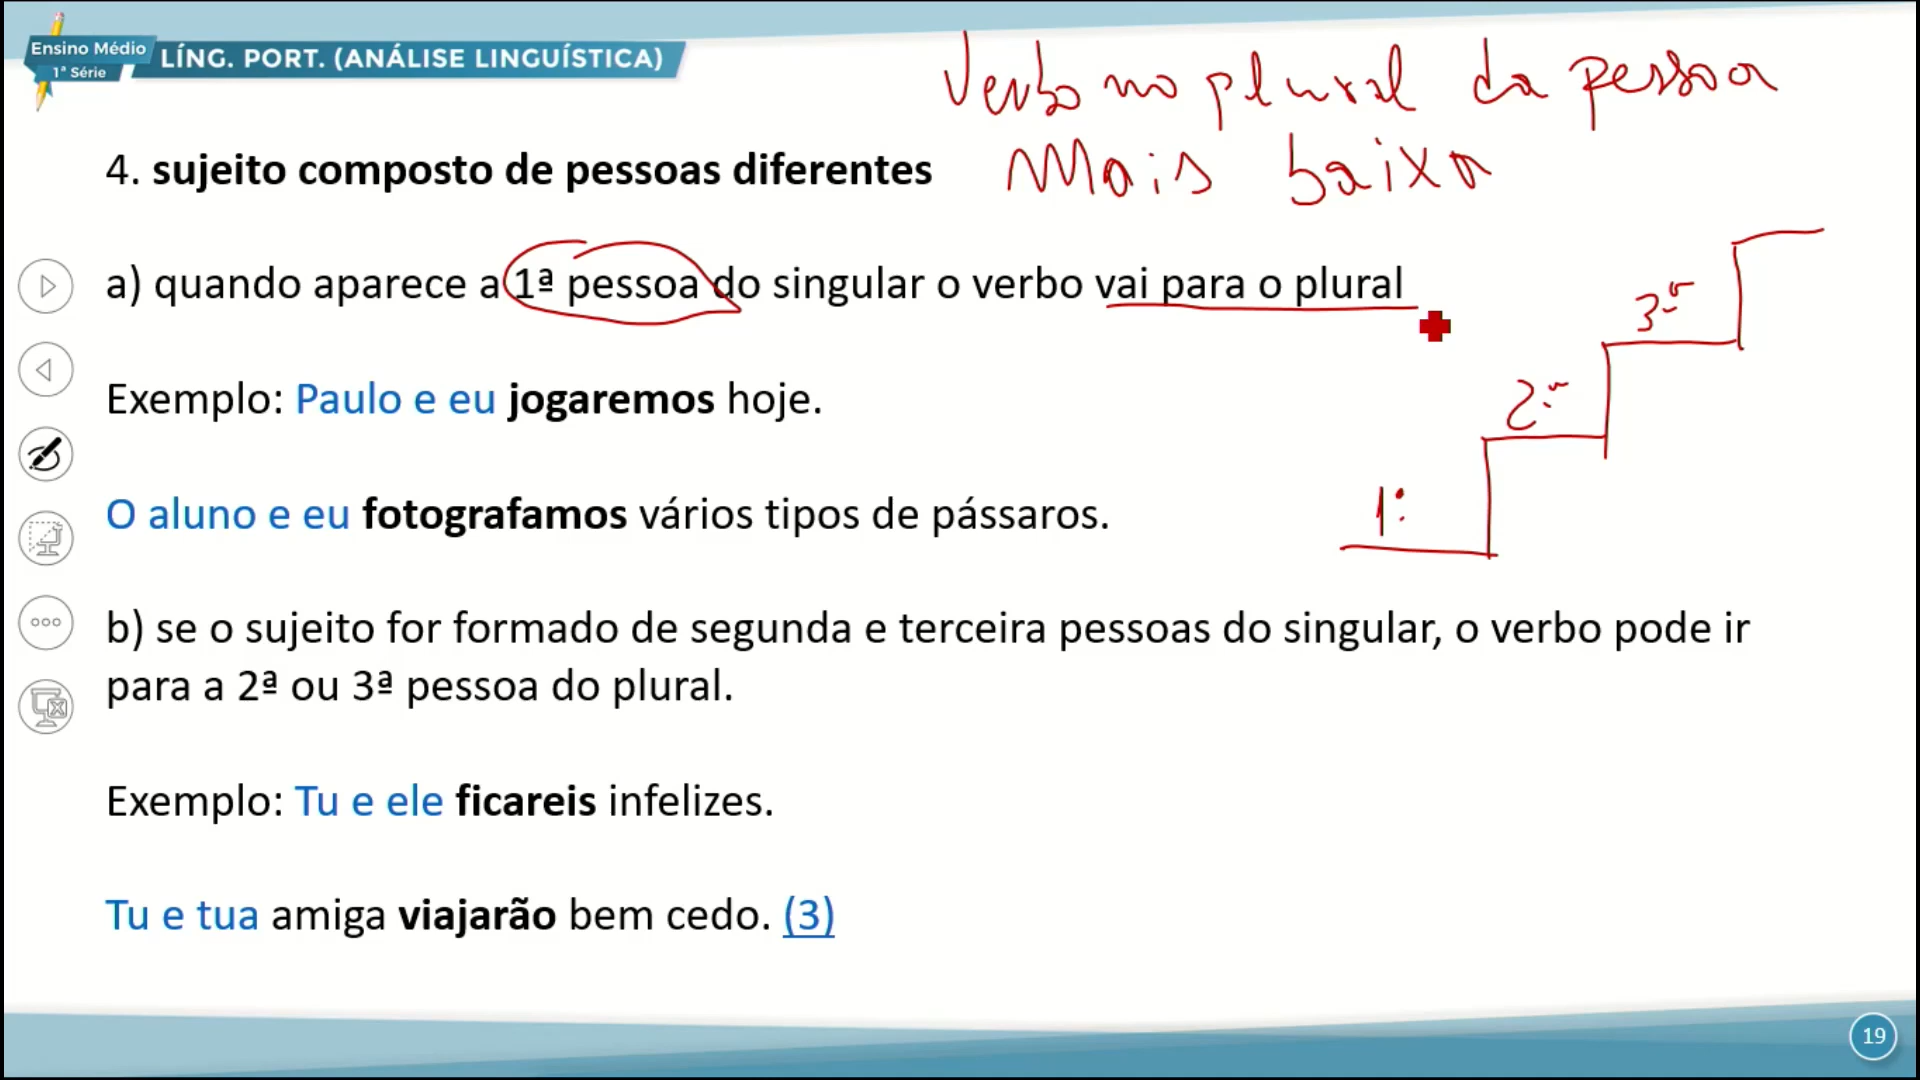 Ensino Médio
1ª Série
LÍNG. PORT. (ANÁLISE LINGUÍSTICA)
Verbo no plural da pessoa
Mais baixa
4. sujeito composto de pessoas diferentes
a) quando aparece a 1ª pessoa do singular o verbo vai para o plural
3ª
Exemplo: Paulo e eu jogaremos hoje.
2ª
O aluno e eu fotografamos vários tipos de pássaros.
1ª
b) se o sujeito for formado de segunda e terceira pessoas do singular, o verbo pode ir
para a 2ª ou 3ª pessoa do plural.
Exemplo: Tu e ele ficareis infelizes.
Tu e tua amiga viajarão bem cedo. (3)
19